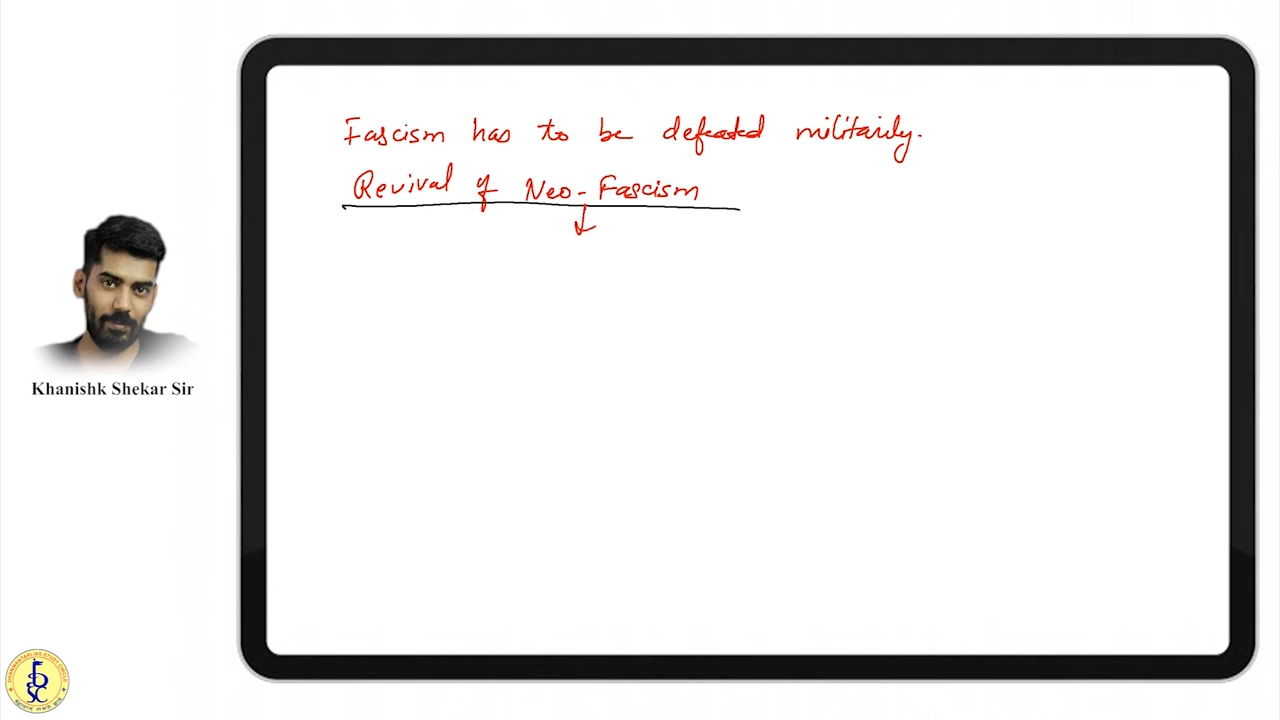 Fascism has to be defeated militarily.
Revival of Neo-Fascism
Khanishk Shekar Sir